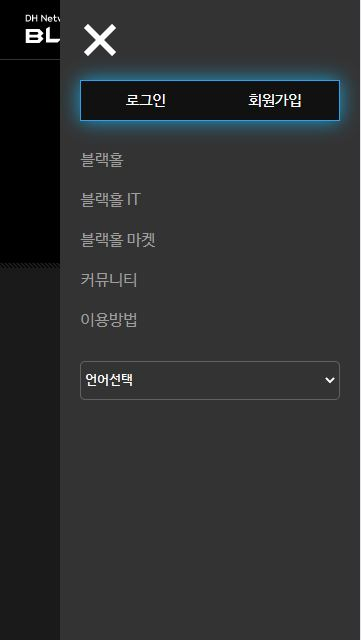 DH Netw
BL
로그인 회원가입
블랙홀
블랙홀 IT
블랙홀 마켓
커뮤니티
이용방법
언어선택